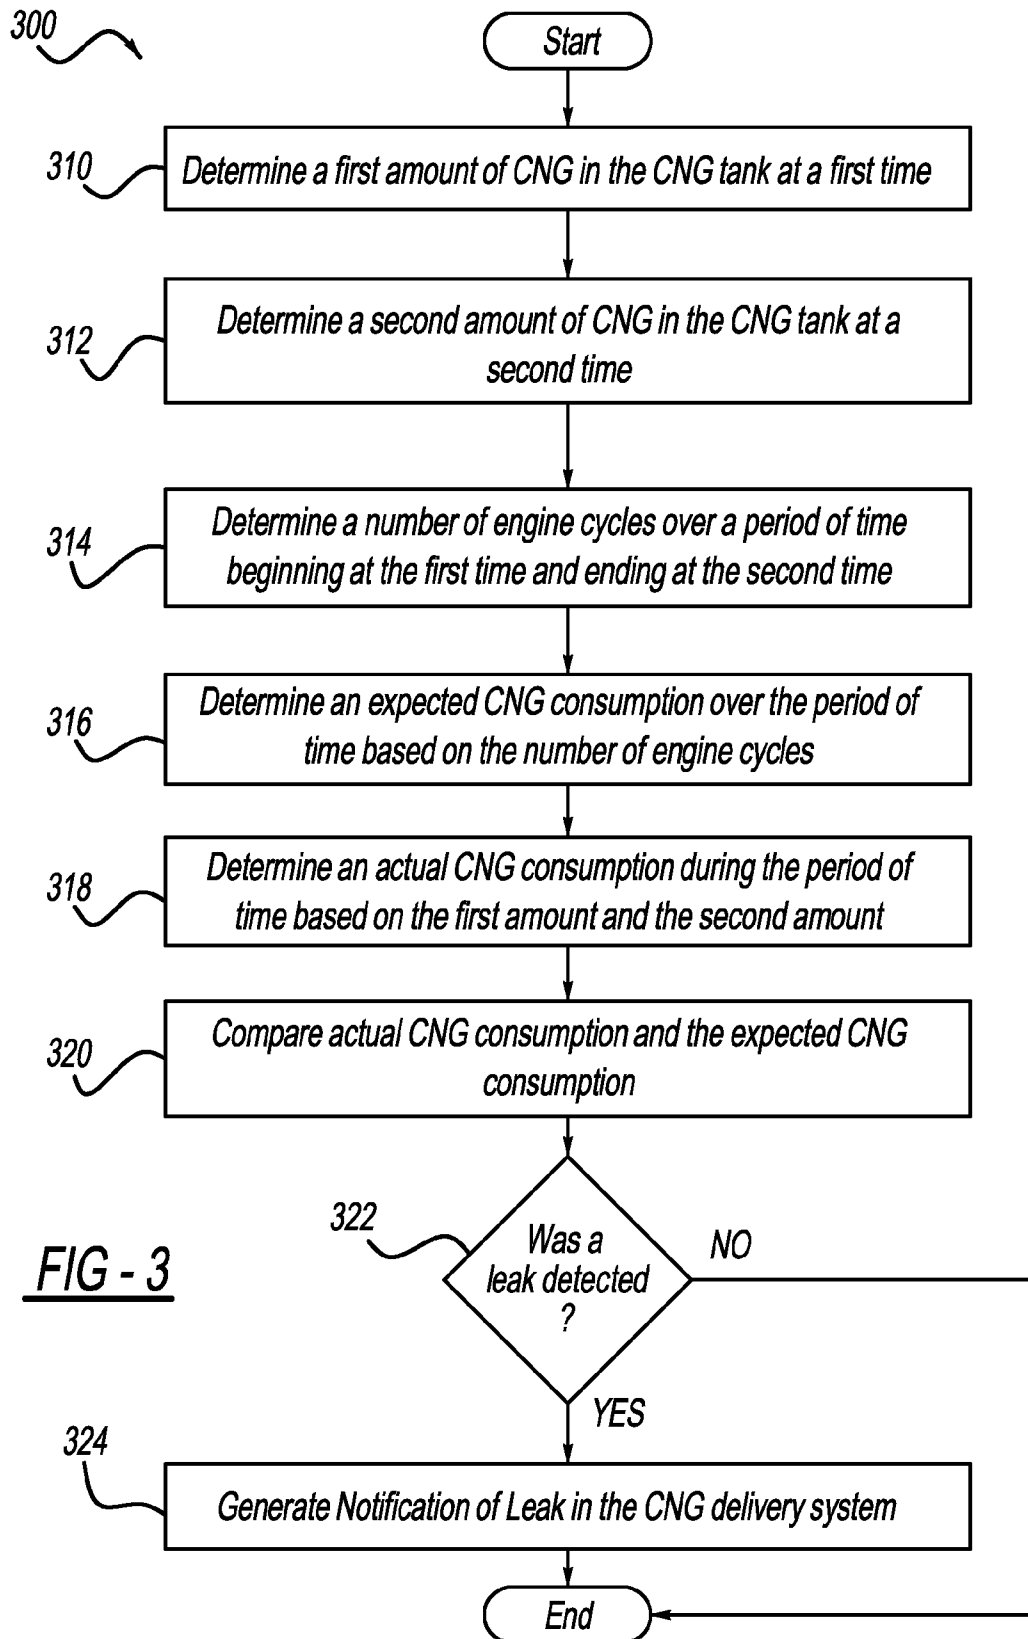 300
Start
310
Determine a first amount of CNG in the CNG tank at a first time
312
Determine a second amount of CNG in the CNG tank at a
second time
314
Determine a number of engine cycles over a period of time
beginning at the first time and ending at the second time
316
Determine an expected CNG consumption over the period of
time based on the number of engine cycles
318
Determine an actual CNG consumption during the period of
time based on the first amount and the second amount
320
Compare actual CNG consumption and the expected CNG
consumption
322
Was a
leak detected
?
NO
FIG - 3
YES
324
Generate Notification of Leak in the CNG delivery system
End